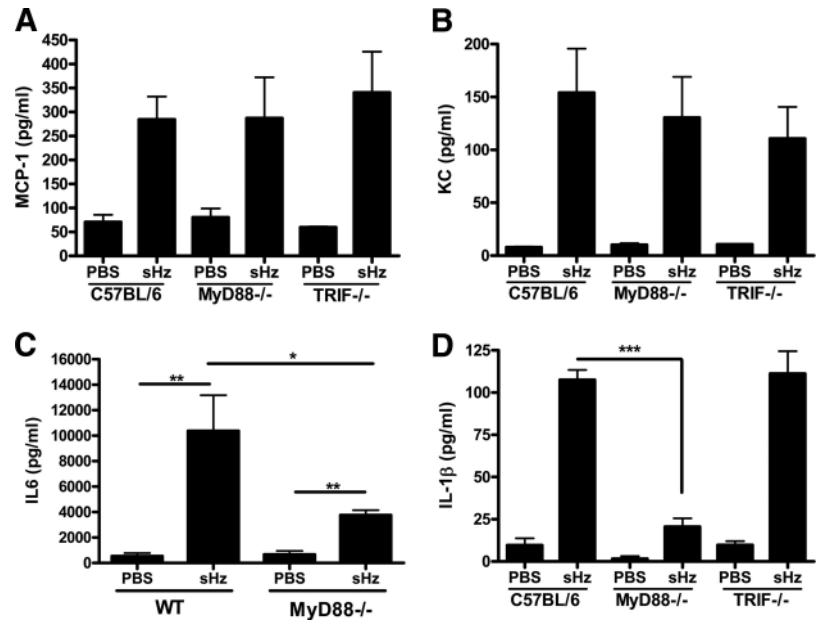 A
MCP-1 (pg/ml)
450
400
350
300
250
200
150
100
50
0
PBS sHz PBS sHz PBS sHz
C57BL/6 MyD88-/- TRIF-/-
B
KC (pg/ml)
200
150
100
50
0
PBS sHz PBS sHz PBS sHz
C57BL/6 MyD88-/- TRIF-/-
C
IL6 (pg/ml)
16000
14000
12000
10000
8000
6000
4000
2000
0
*
**
**
PBS sHz PBS sHz
WT MyD88-/-
D
IL-1β (pg/ml)
125
100
75
50
25
0
***
PBS sHz PBS sHz PBS sHz
C57BL/6 MyD88-/- TRIF-/-